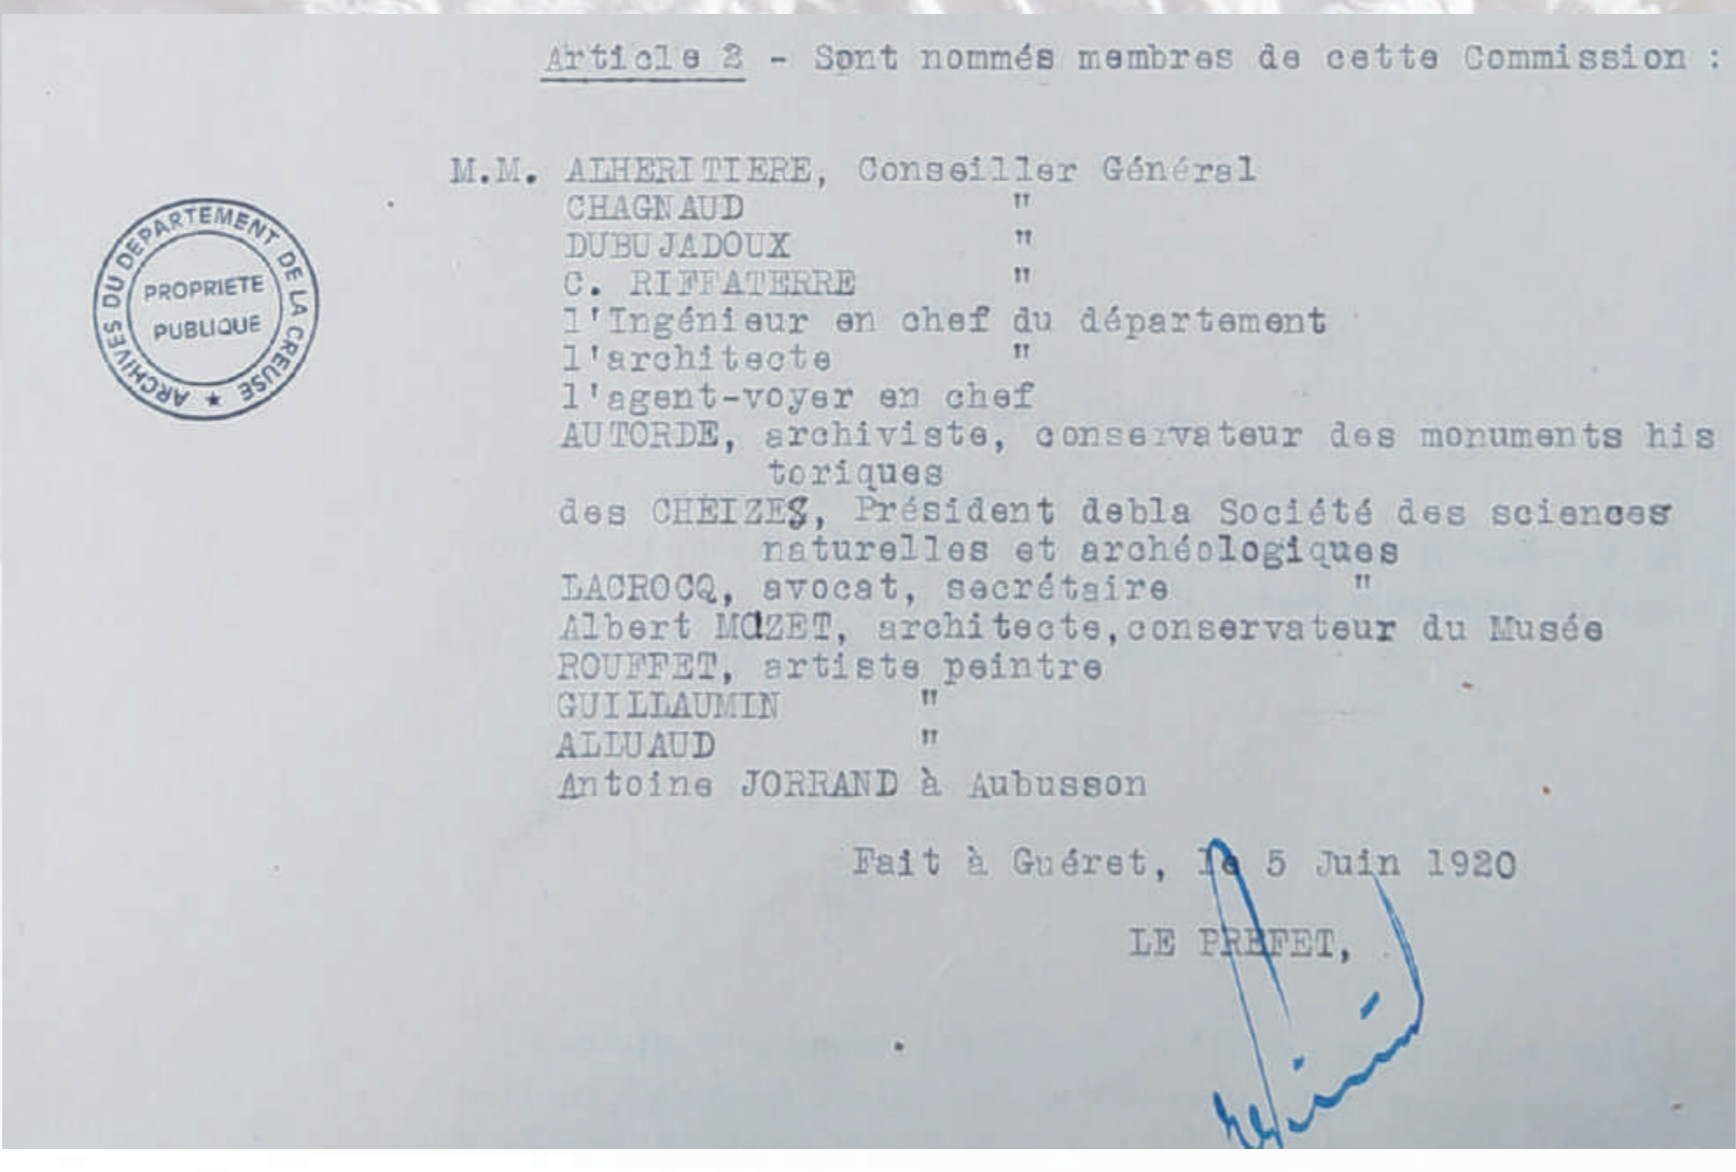 Article 2 - Sont nommés membres de cette Commission :
M.M. ALHERITIERE, Conseiller Général
CHAGNAUD "
DUBUJADOUX "
C. RIFFATERRE "
l'Ingénieur en chef du département
l'architecte "
l'agent-voyer en chef
AUTORDE, archiviste, conservateur des monuments his
toriques
des CHEIZES, Président debla Société des sciences
naturelles et archéologiques
LACROCQ, avocat, secrétaire "
Albert MAZET, architecte,conservateur du Musée
ROUFFET, artiste peintre
GUILLAUMIN "
ALLUAUD "
Antoine JORRAND à Aubusson
Fait à Guéret, le 5 Juin 1920
LE PREFET,
ARCHIVES DU DEPARTEMENT DE LA CREUSE ★
PROPRIETE
PUBLIQUE